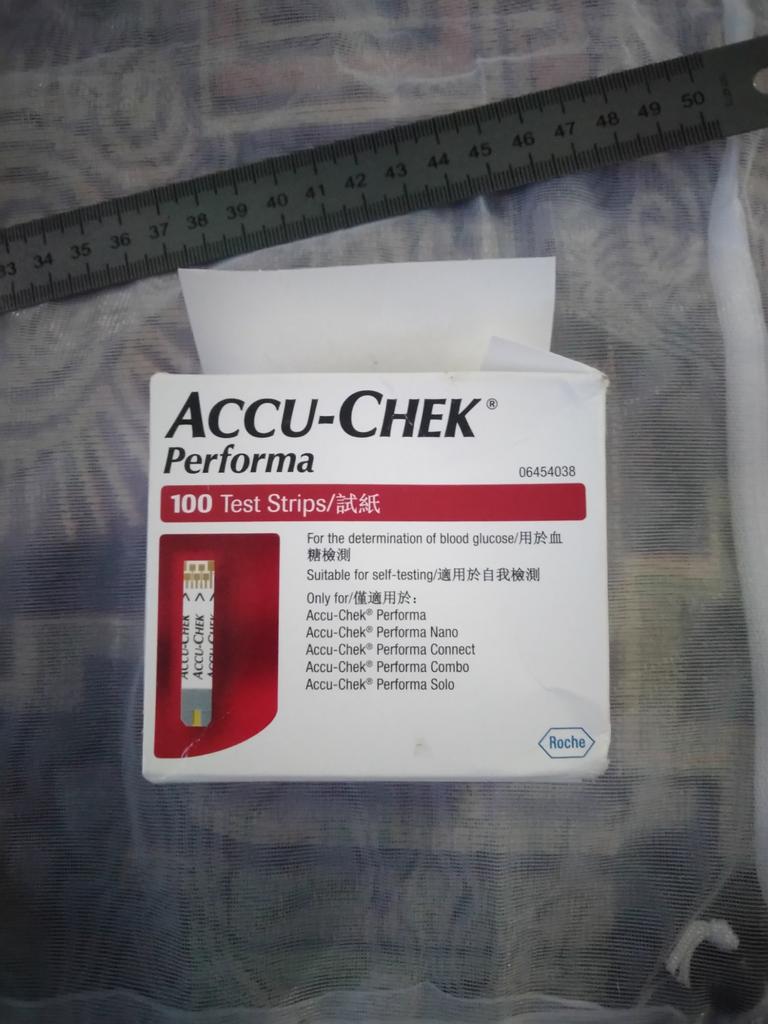 33 34 35 36 37 38 39 40 41 42 43 44 45 46 47 48 49 50
ACCU-CHEK®
Performa
06454038
100 Test Strips/試紙
For the determination of blood glucose/用於血
糖檢測
Suitable for self-testing/適用於自我檢測
Only for/僅適用於:
Accu-Chek® Performa
Accu-Chek® Performa Nano
Accu-Chek® Performa Connect
Accu-Chek® Performa Combo
Accu-Chek® Performa Solo
ACCU-CHEK
ACCU-CHEK
ACCU-CHEK
Roche